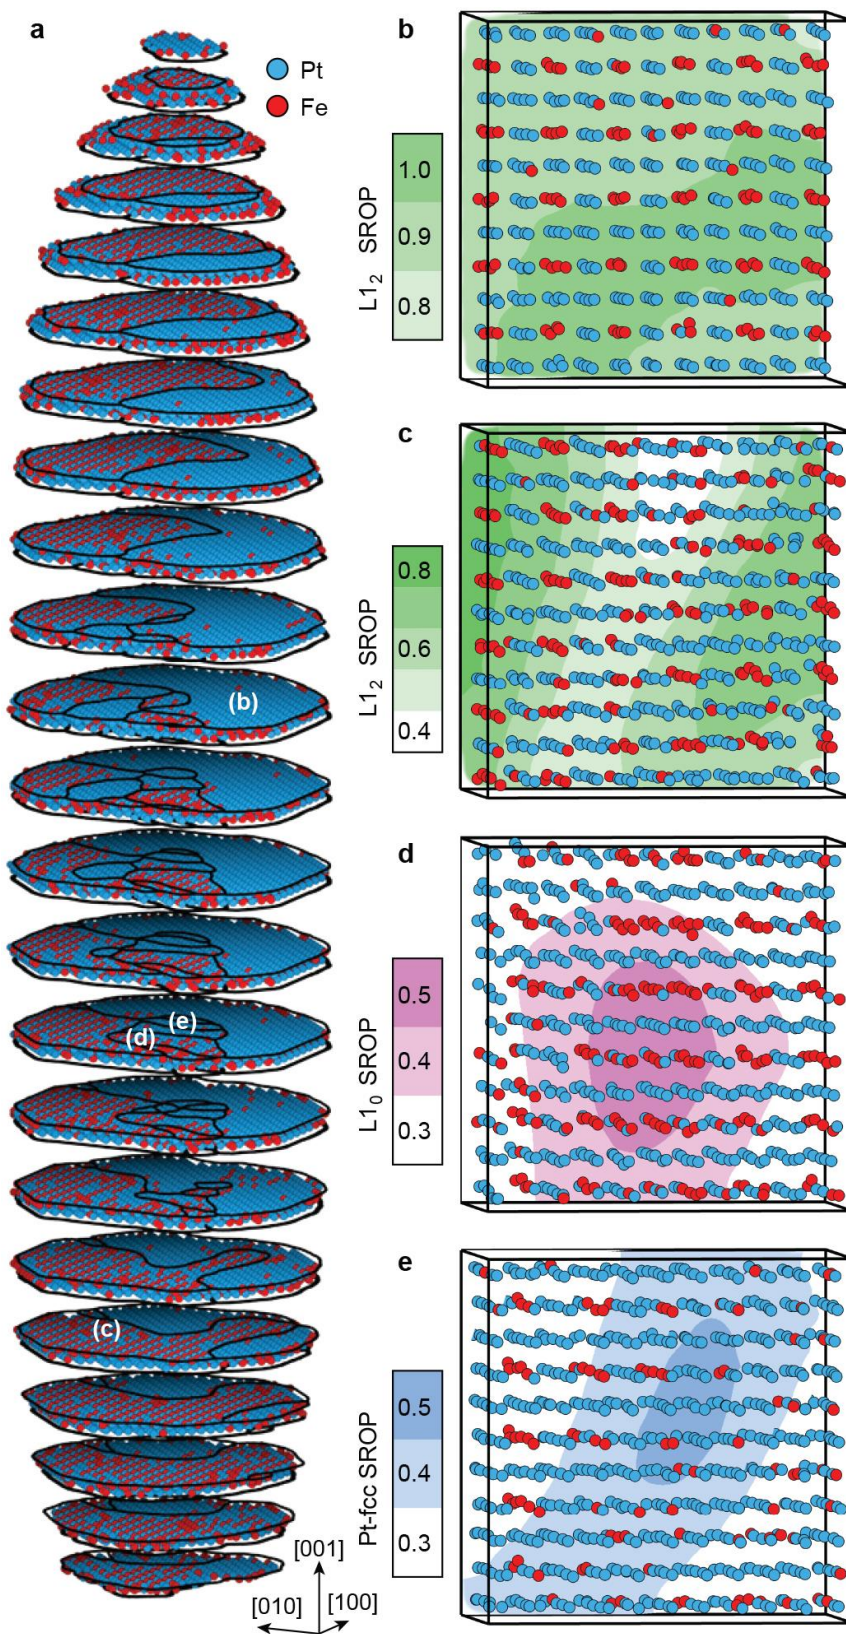 a
Pt
Fe
(b)
(e)
(d)
(c)
[001]
[010]
[100]
b
L1₂ SROP
1.0
0.9
0.8
c
L1₂ SROP
0.8
0.6
0.4
d
L1₀ SROP
0.5
0.4
0.3
e
Pt-fcc SROP
0.5
0.4
0.3